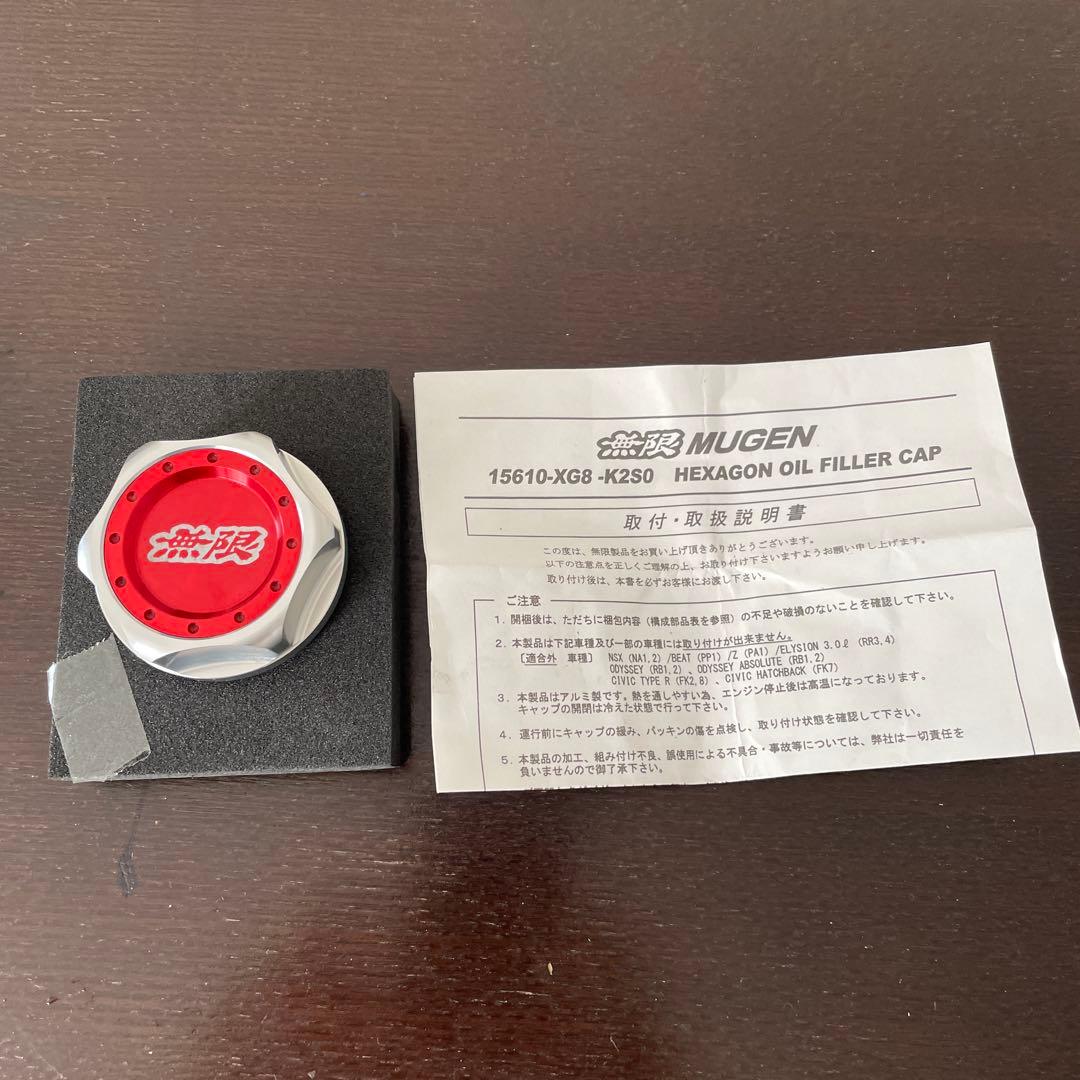 無限
無限 MUGEN
15610-XG8 -K2S0 HEXAGON OIL FILLER CAP
取付・取扱説明書
この度は、無限製品をお買い上げ頂きありがとうございます。
以下の注意点を正しくご理解の上、お取り付け下さいますようお願い申し上げます。
取り付け後は、本書を必ずお客様にお渡し下さい。
ご注意
1. 開梱後は、ただちに梱包内容（構成部品表を参照）の不足や破損のないことを確認して下さい。
2. 本製品は下記車種及び一部の車種には取り付けが出来ません。
〔適合外 車種〕 NSX (NA1,2) /BEAT (PP1) /Z (PA1) /ELYSION 3.0ℓ (RR3,4)
ODYSSEY (RB1,2) 、ODYSSEY ABSOLUTE (RB1,2)
CIVIC TYPE R (FK2,8) 、CIVIC HATCHBACK (FK7)
3. 本製品はアルミ製です。熱を通しやすい為、エンジン停止後は高温になっております。
キャップの開閉は冷えた状態で行って下さい。
4. 運行前にキャップの緩み、パッキンの傷を点検し、取り付け状態を確認して下さい。
5. 本製品の加工、組み付け不良、誤使用による不具合・事故等については、弊社は一切責任を
負いませんので御了承下さい。